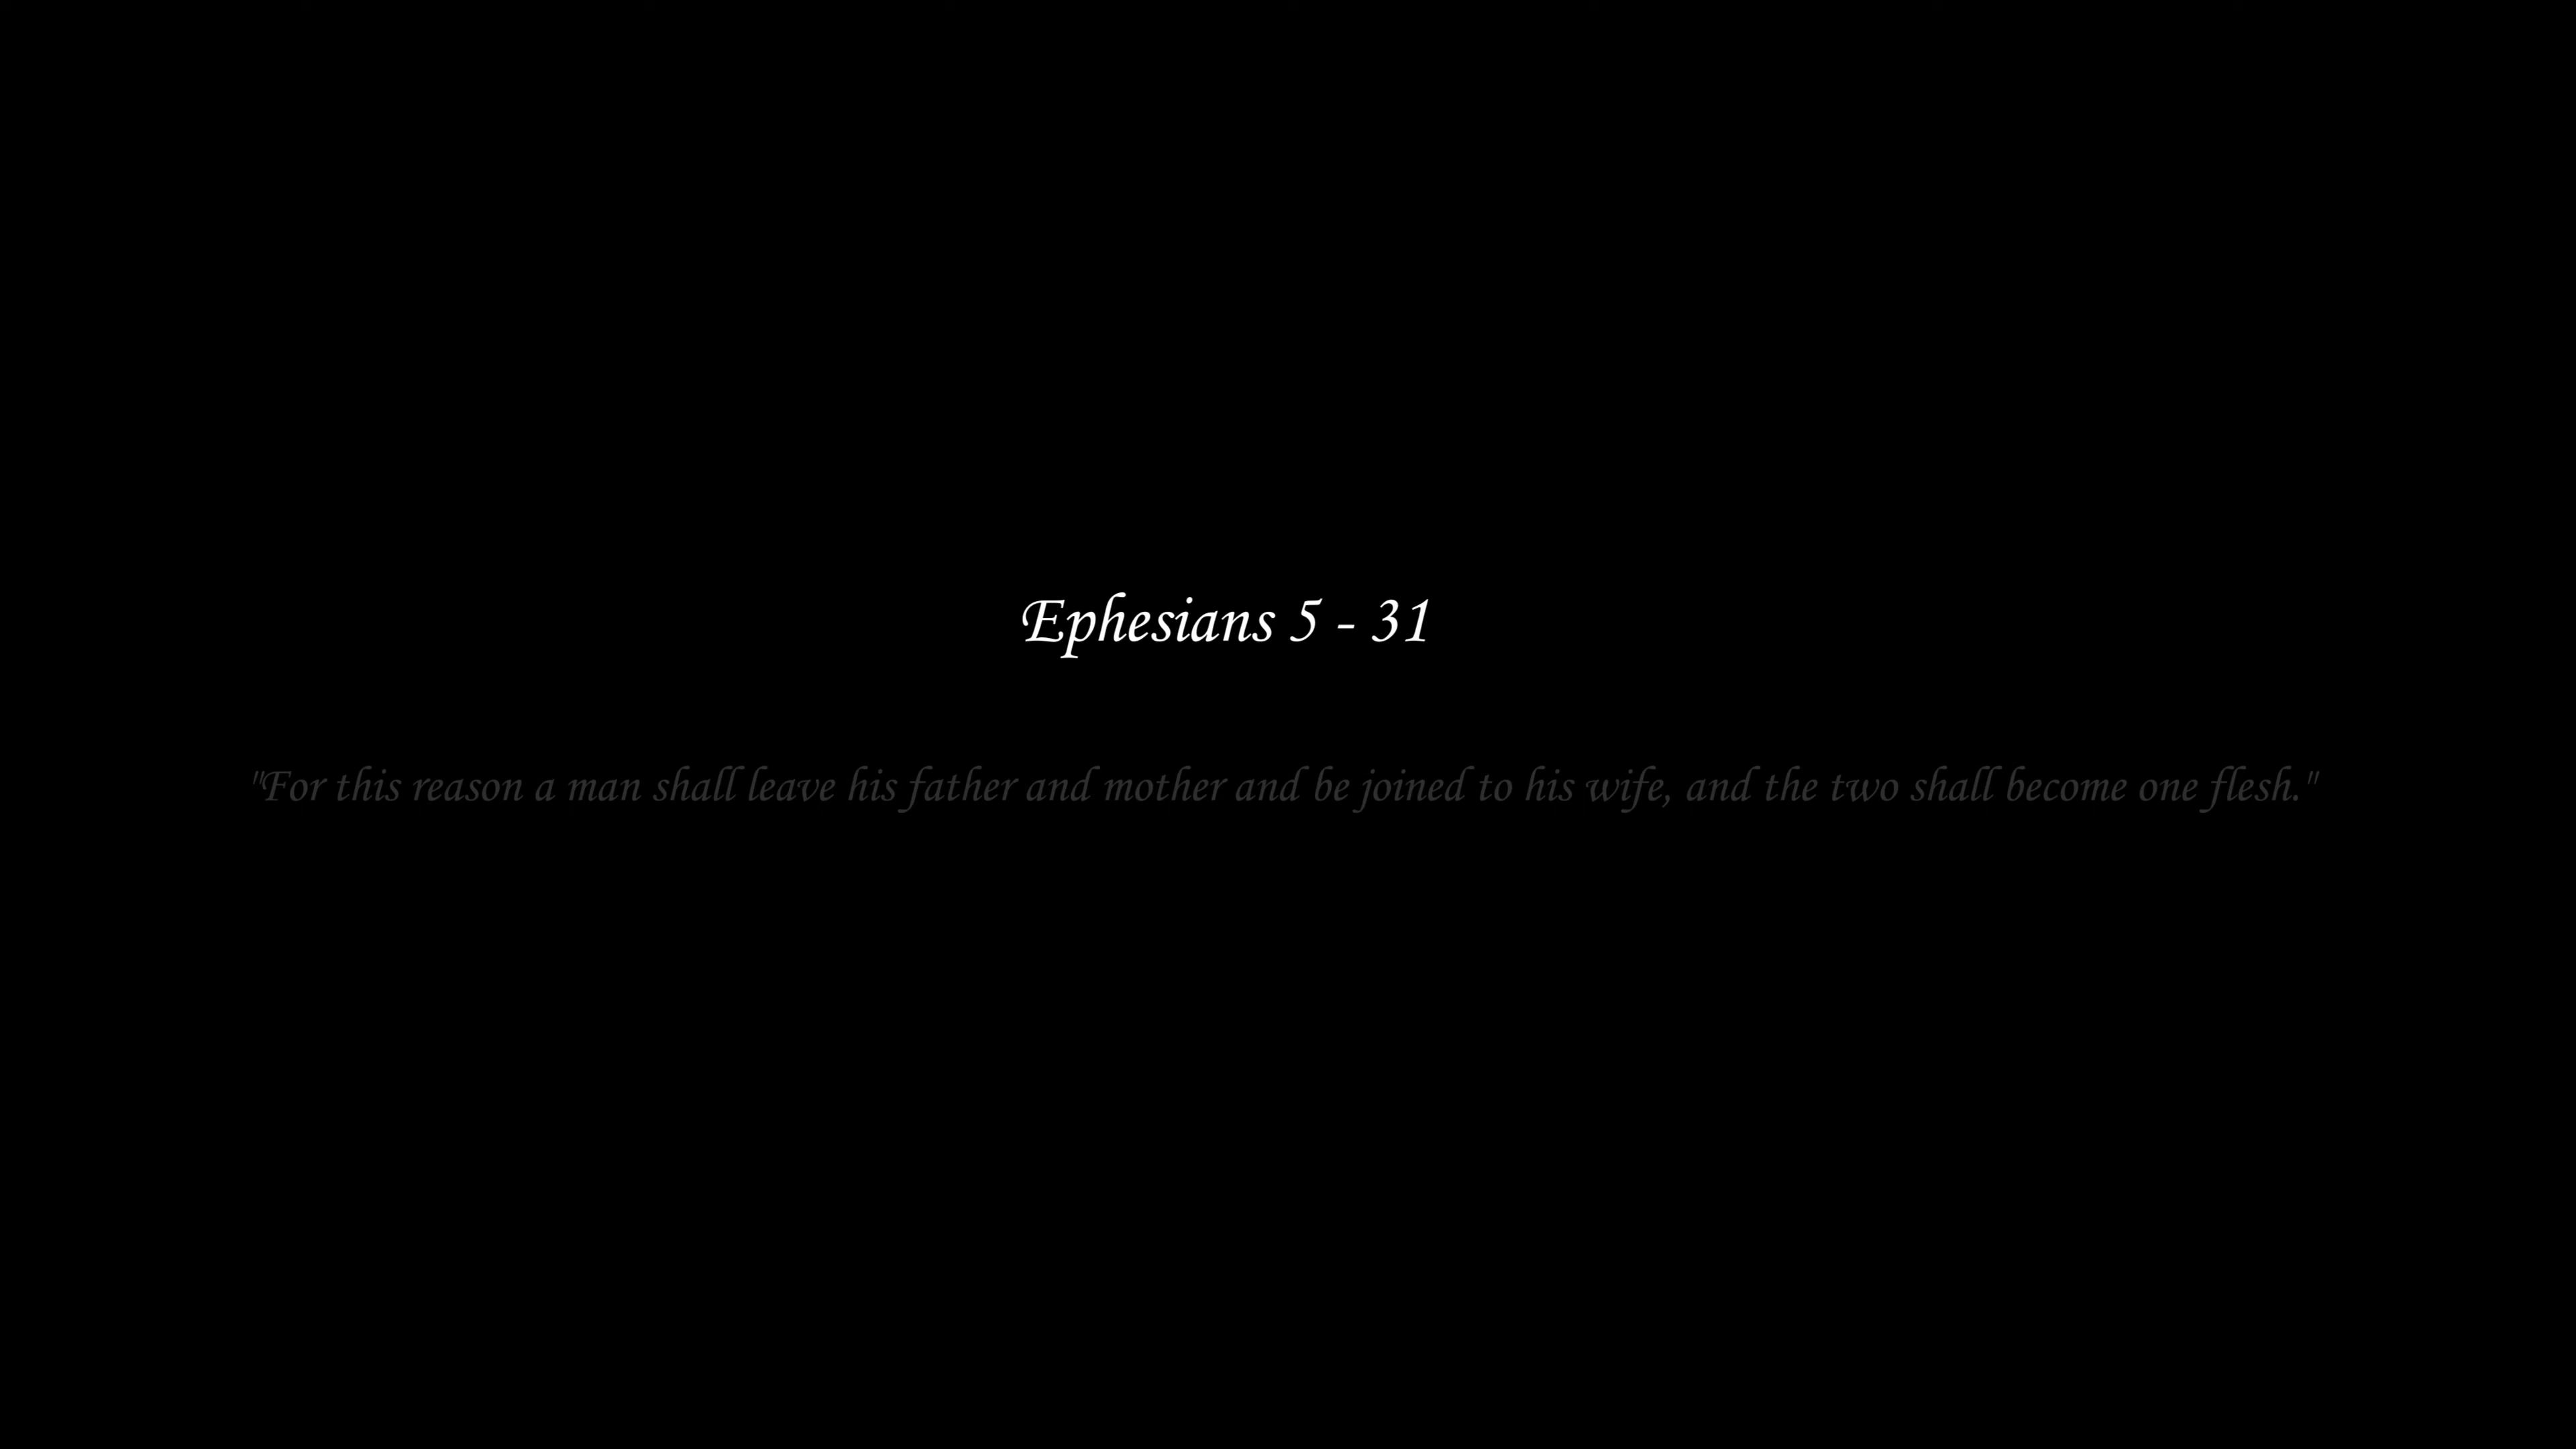 Ephesians 5 - 31
"For this reason a man shall leave his father and mother and be joined to his wife, and the two shall become one flesh."